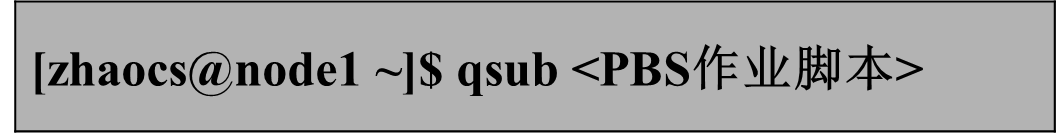 [zhaocs@node1 ~]$ qsub <PBS作业脚本>